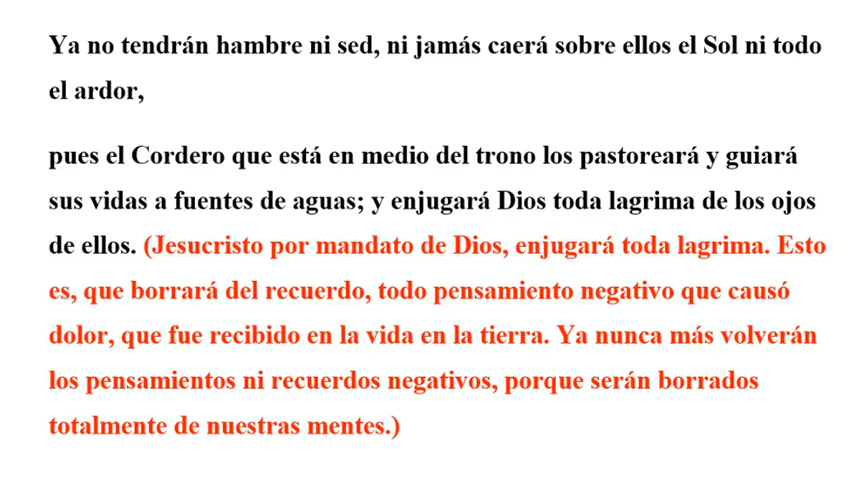 Ya no tendrán hambre ni sed, ni jamás caerá sobre ellos el Sol ni todo
el ardor,
pues el Cordero que está en medio del trono los pastoreará y guiará
sus vidas a fuentes de aguas; y enjugará Dios toda lagrima de los ojos
de ellos. (Jesucristo por mandato de Dios, enjugará toda lagrima. Esto
es, que borrará del recuerdo, todo pensamiento negativo que causó
dolor, que fue recibido en la vida en la tierra. Ya nunca más volverán
los pensamientos ni recuerdos negativos, porque serán borrados
totalmente de nuestras mentes.)